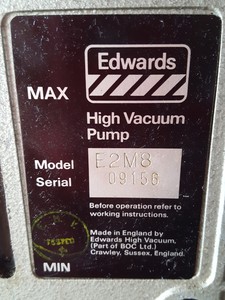 Edwards
MAX
High Vacuum
Pump
Model E2M8
Serial 09156
Before operation refer to
working instructions.
TESTED
Made in England by
Edwards High Vacuum,
(Part of BOC Ltd.)
Crawley, Sussex, England.
MIN